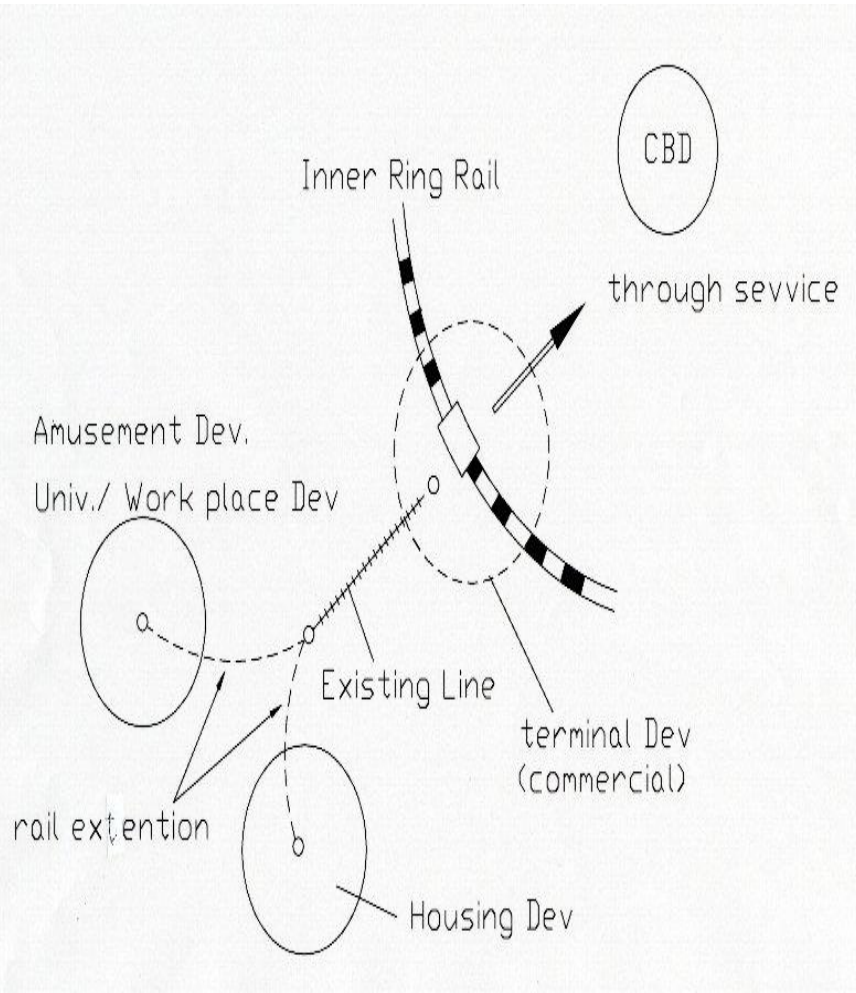 CBD
Inner Ring Rail
through sevvice
Amusement Dev.
Univ./ Work place Dev
Existing Line
terminal Dev
(commercial)
rail extention
Housing Dev